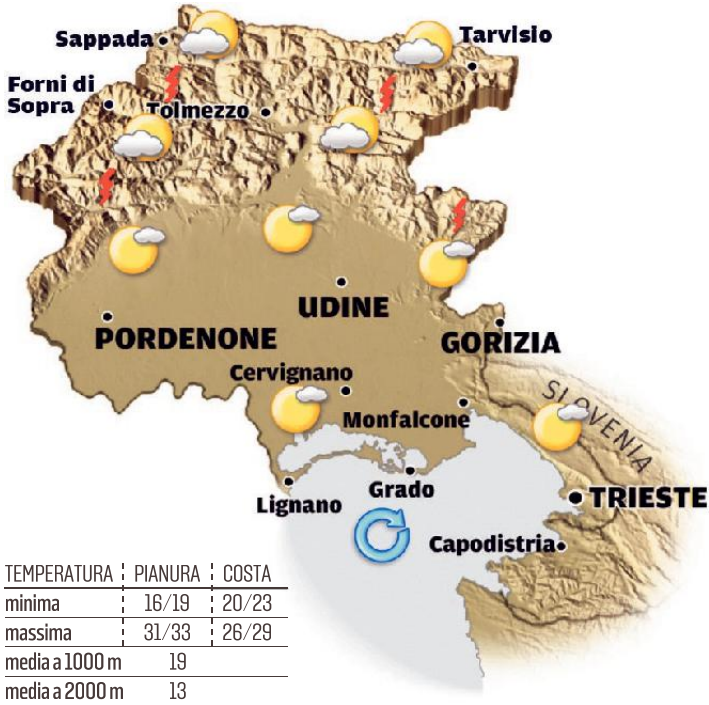 Sappada
Tarvisio
Forni di
Sopra
Tolmezzo
UDINE
PORDENONE
GORIZIA
Cervignano
SLOVENIA
Monfalcone
Grado
Lignano
TRIESTE
Capodistria
TEMPERATURA PIANURA COSTA
minima 16/19 20/23
massima 31/33 26/29
media a 1000 m 19
media a 2000 m 13